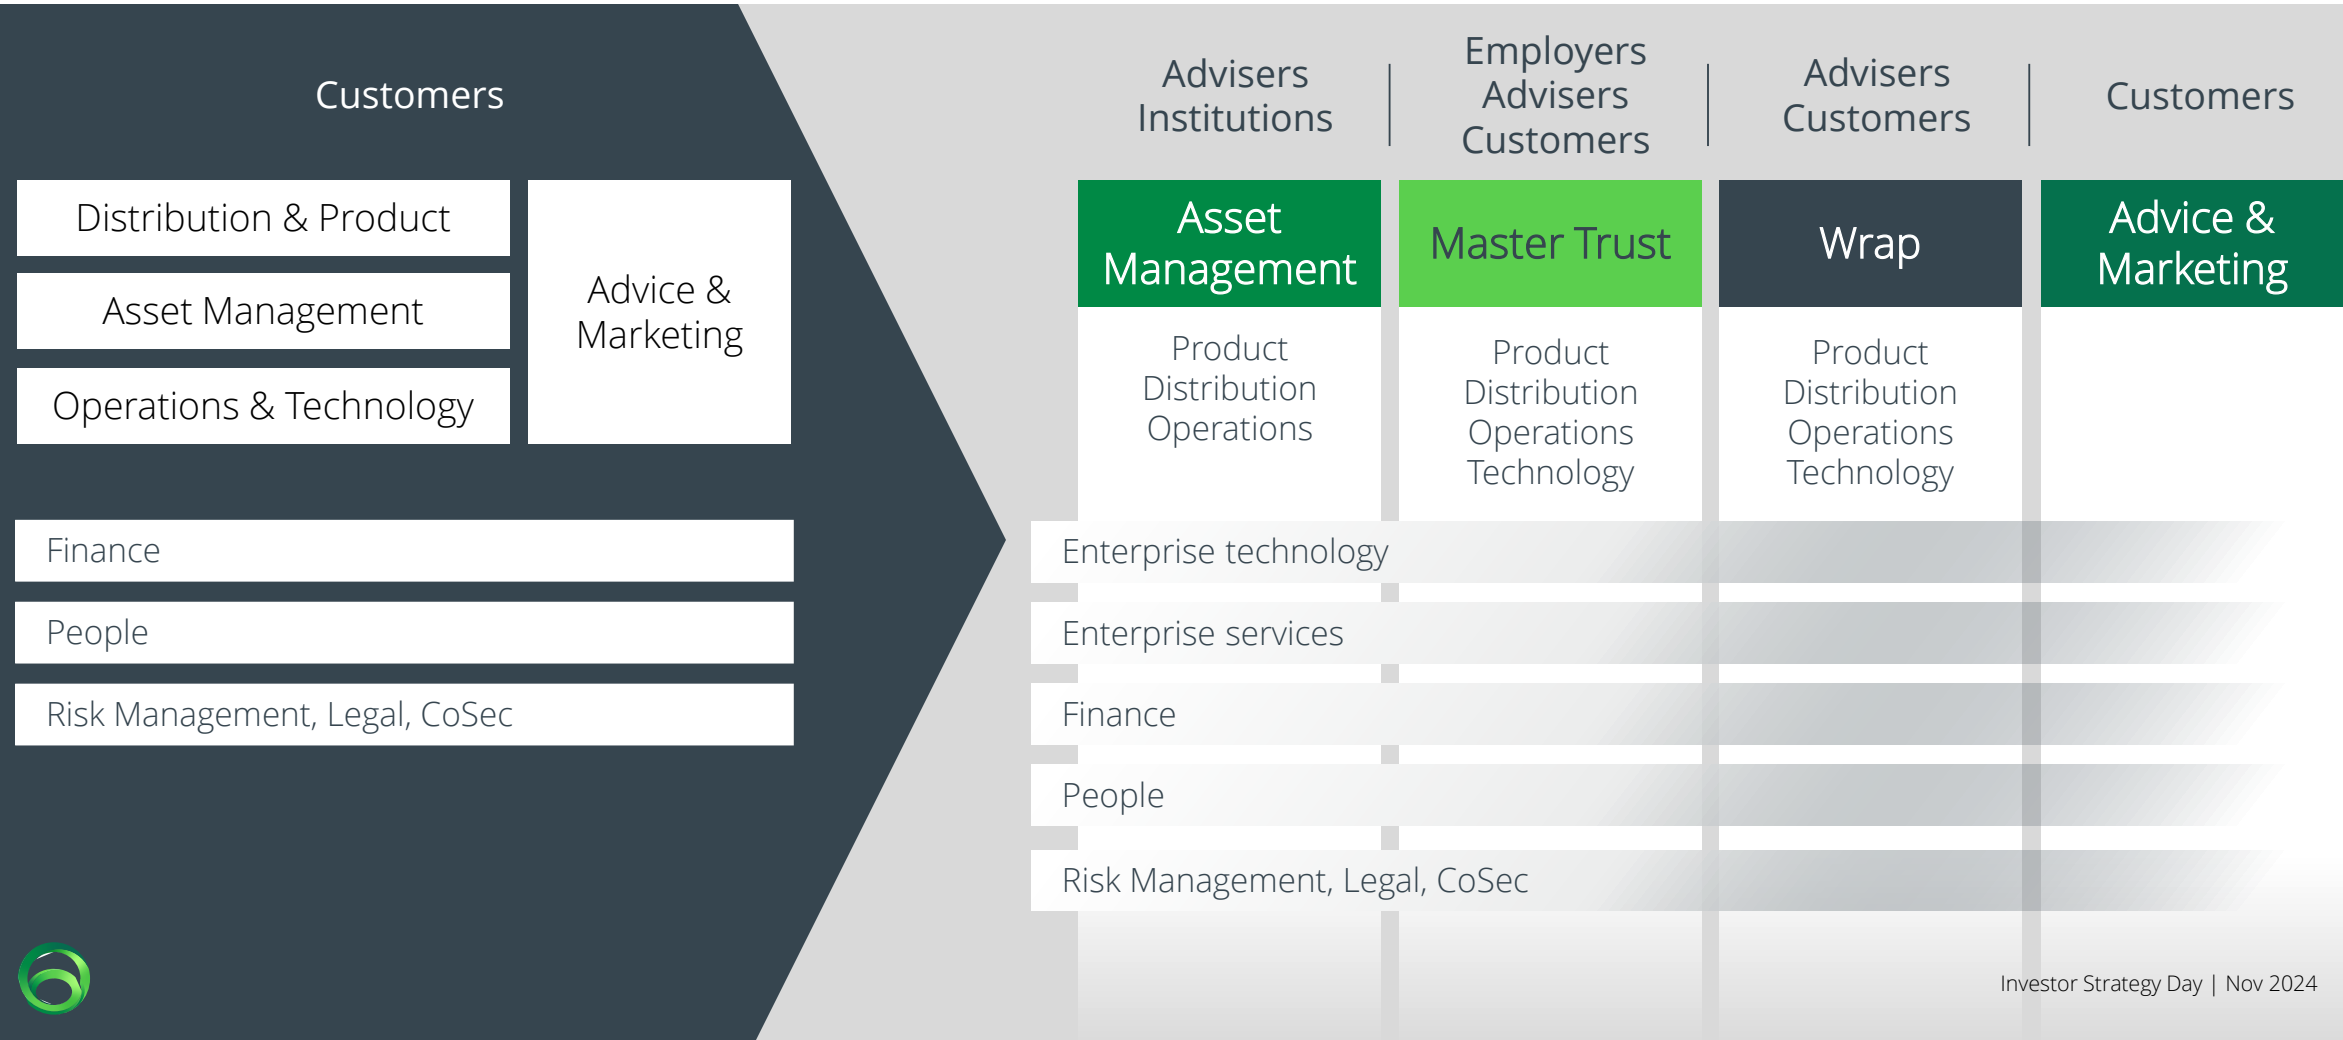 Customers
Distribution & Product
Asset Management
Operations & Technology
Advice &
Marketing
Finance
People
Risk Management, Legal, CoSec
Advisers
Institutions
Employers
Advisers
Customers
Advisers
Customers
Customers
Asset
Management
Product
Distribution
Operations
Master Trust
Product
Distribution
Operations
Technology
Wrap
Product
Distribution
Operations
Technology
Advice &
Marketing
Enterprise technology
Enterprise services
Finance
People
Risk Management, Legal, CoSec
Investor Strategy Day | Nov 2024